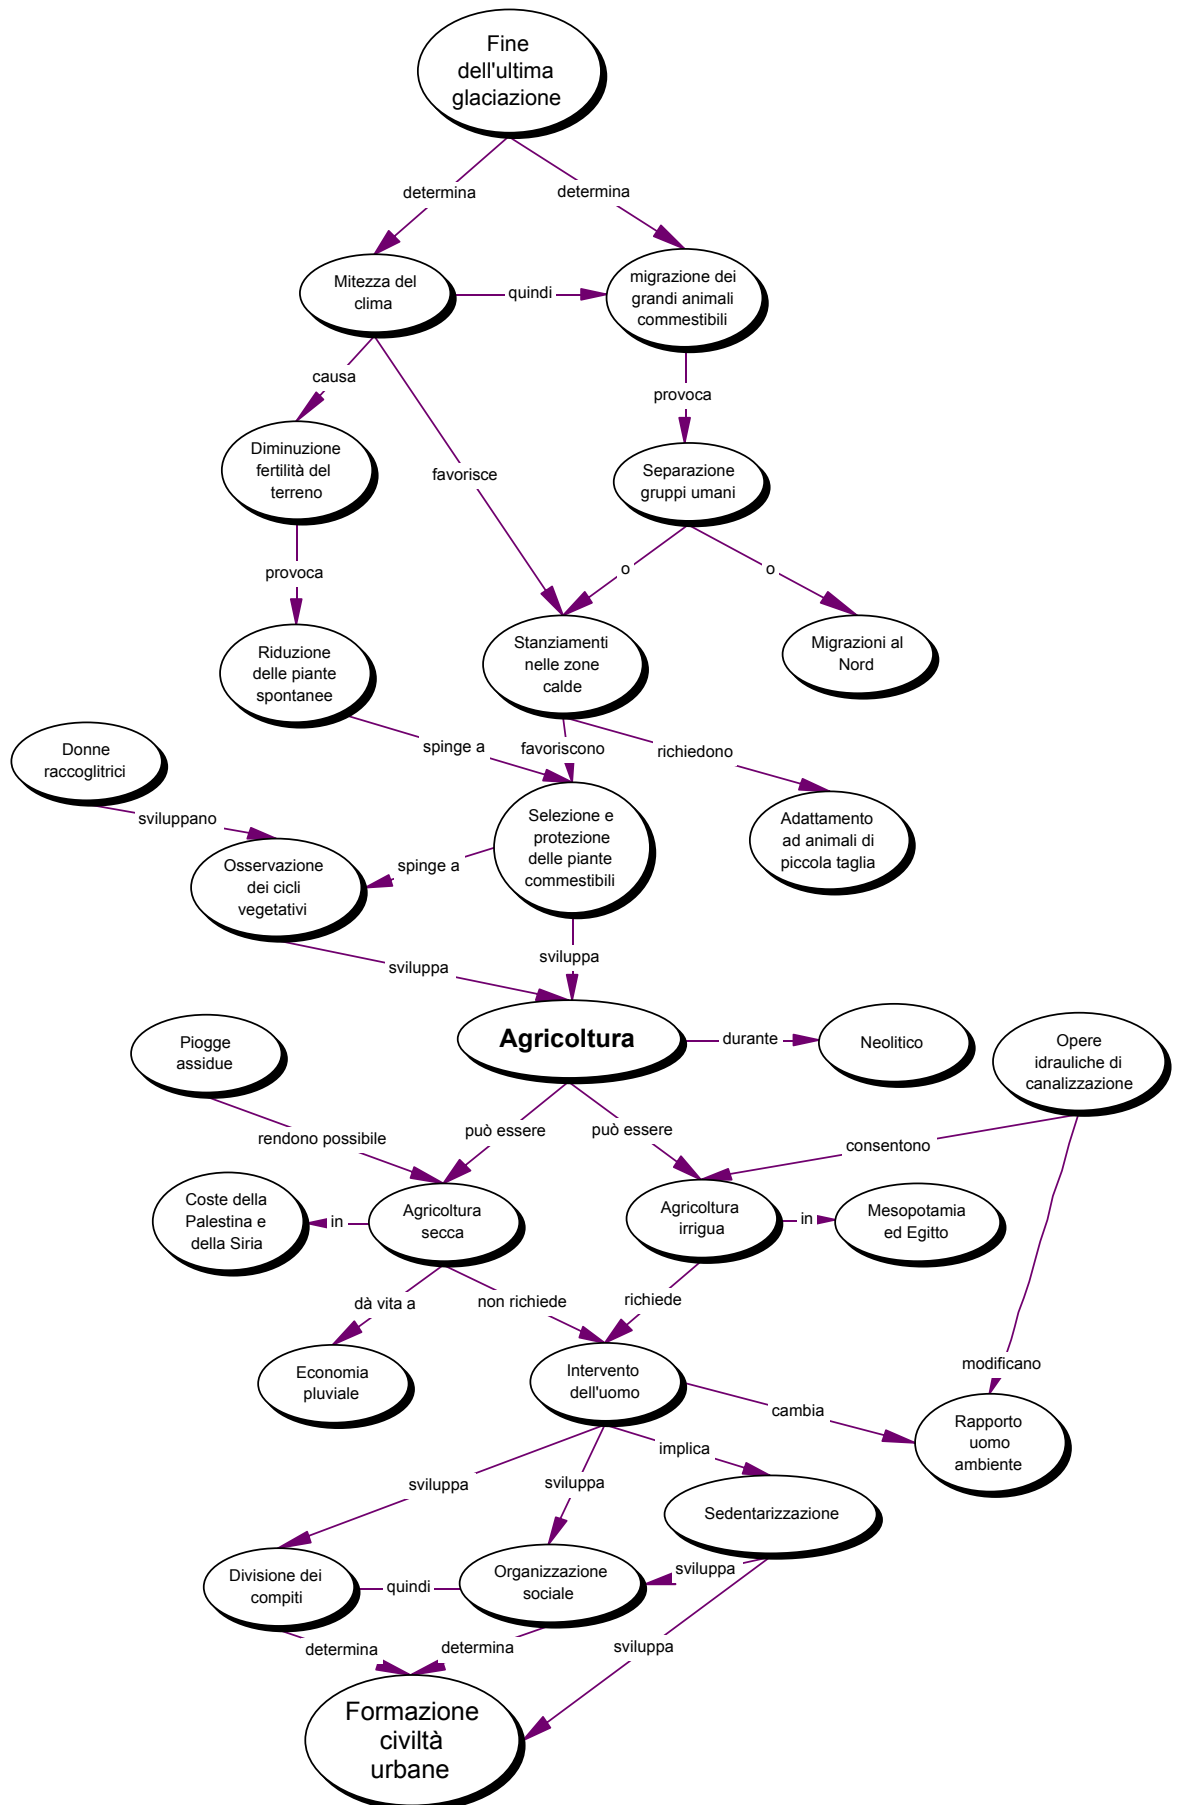 Fine
dell'ultima
glaciazione
determina
determina
Mitezza del
clima
quindi
migrazione dei
grandi animali
commestibili
causa
provoca
Diminuzione
fertilità del
terreno
favorisce
Separazione
gruppi umani
provoca
o
o
Riduzione
delle piante
spontanee
Stanziamenti
nelle zone
calde
Migrazioni al
Nord
Donne
raccoglitrici
spinge a
favoriscono
richiedono
sviluppano
Selezione e
protezione
delle piante
commestibili
Adattamento
ad animali di
piccola taglia
Osservazione
dei cicli
vegetativi
spinge a
sviluppa
sviluppa
Agricoltura
durante
Neolitico
Piogge
assidue
Opere
idrauliche di
canalizzazione
rendono possibile
può essere
può essere
consentono
Coste della
Palestina e
della Siria
in
Agricoltura
secca
Agricoltura
irrigua
in
Mesopotamia
ed Egitto
dà vita a
non richiede
richiede
modificano
Economia
pluviale
Intervento
dell'uomo
cambia
Rapporto
uomo
ambiente
sviluppa
sviluppa
implica
Sedentarizzazione
Divisione dei
compiti
quindi
Organizzazione
sociale
sviluppa
determina
determina
sviluppa
Formazione
civiltà
urbane